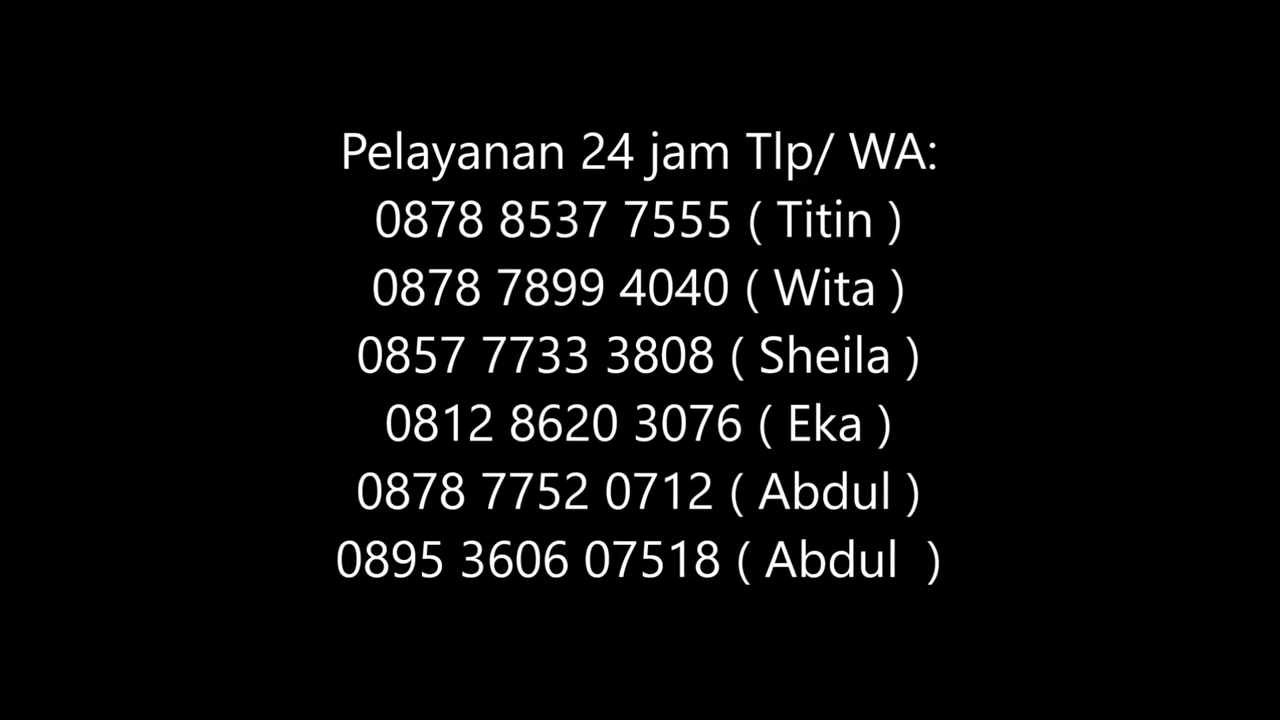 Pelayanan 24 jam Tlp/ WA:
0878 8537 7555 ( Titin )
0878 7899 4040 ( Wita )
0857 7733 3808 ( Sheila )
0812 8620 3076 ( Eka )
0878 7752 0712 ( Abdul )
0895 3606 07518 ( Abdul  )